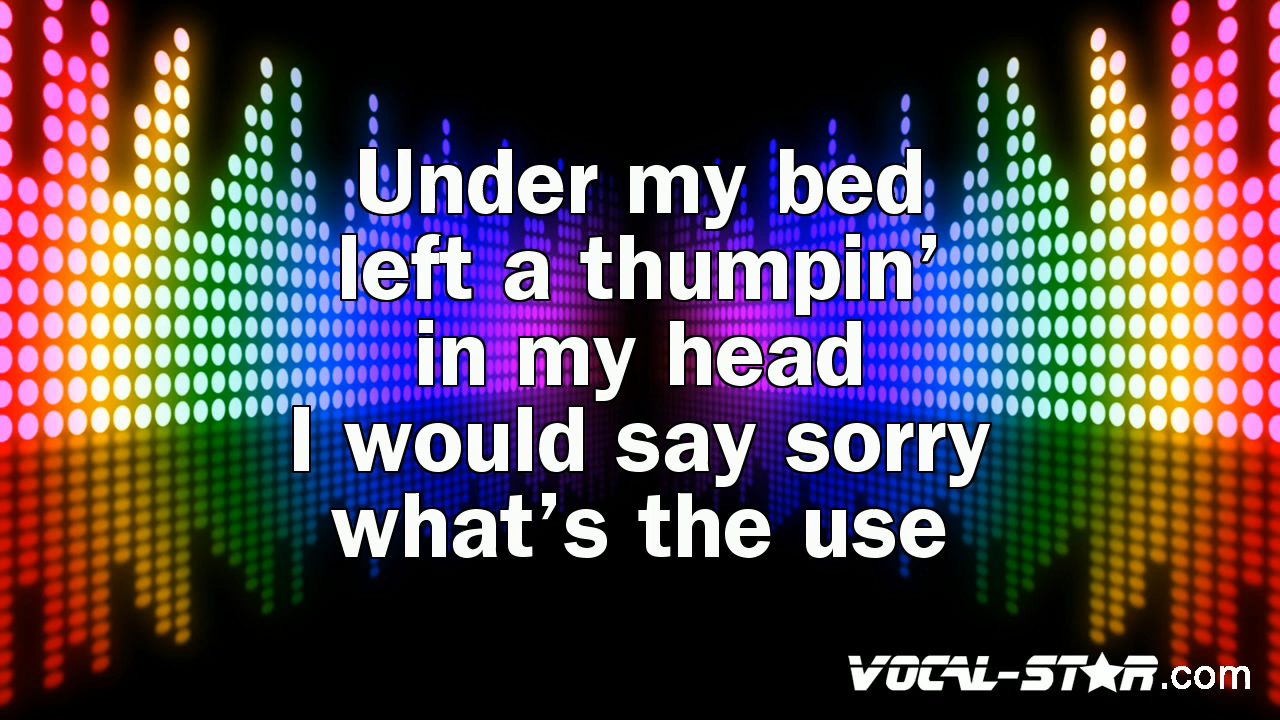 Under my bed
left a thumpin’
in my head
I would say sorry
what’s the use
VOCAL-STAR.com